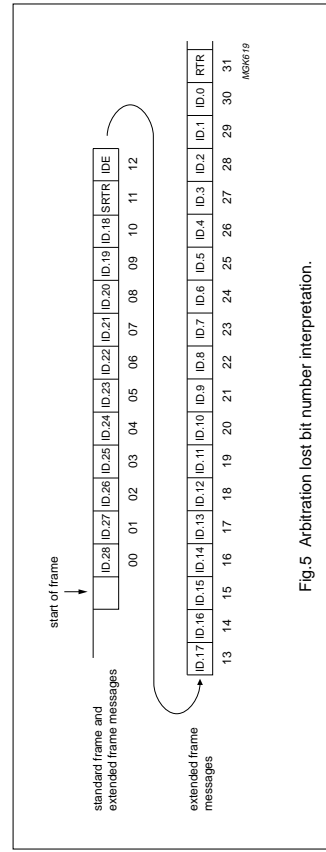 start of frame
standard frame and
extended frame messages
ID.28 ID.27 ID.26 ID.25 ID.24 ID.23 ID.22 ID.21 ID.20 ID.19 ID.18 SRTR IDE
00 01 02 03 04 05 06 07 08 09 10 11 12
extended frame
messages
ID.17 ID.16 ID.15 ID.14 ID.13 ID.12 ID.11 ID.10 ID.9 ID.8 ID.7 ID.6 ID.5 ID.4 ID.3 ID.2 ID.1 ID.0 RTR
13 14 15 16 17 18 19 20 21 22 23 24 25 26 27 28 29 30 31
MGK619
Fig.5 Arbitration lost bit number interpretation.